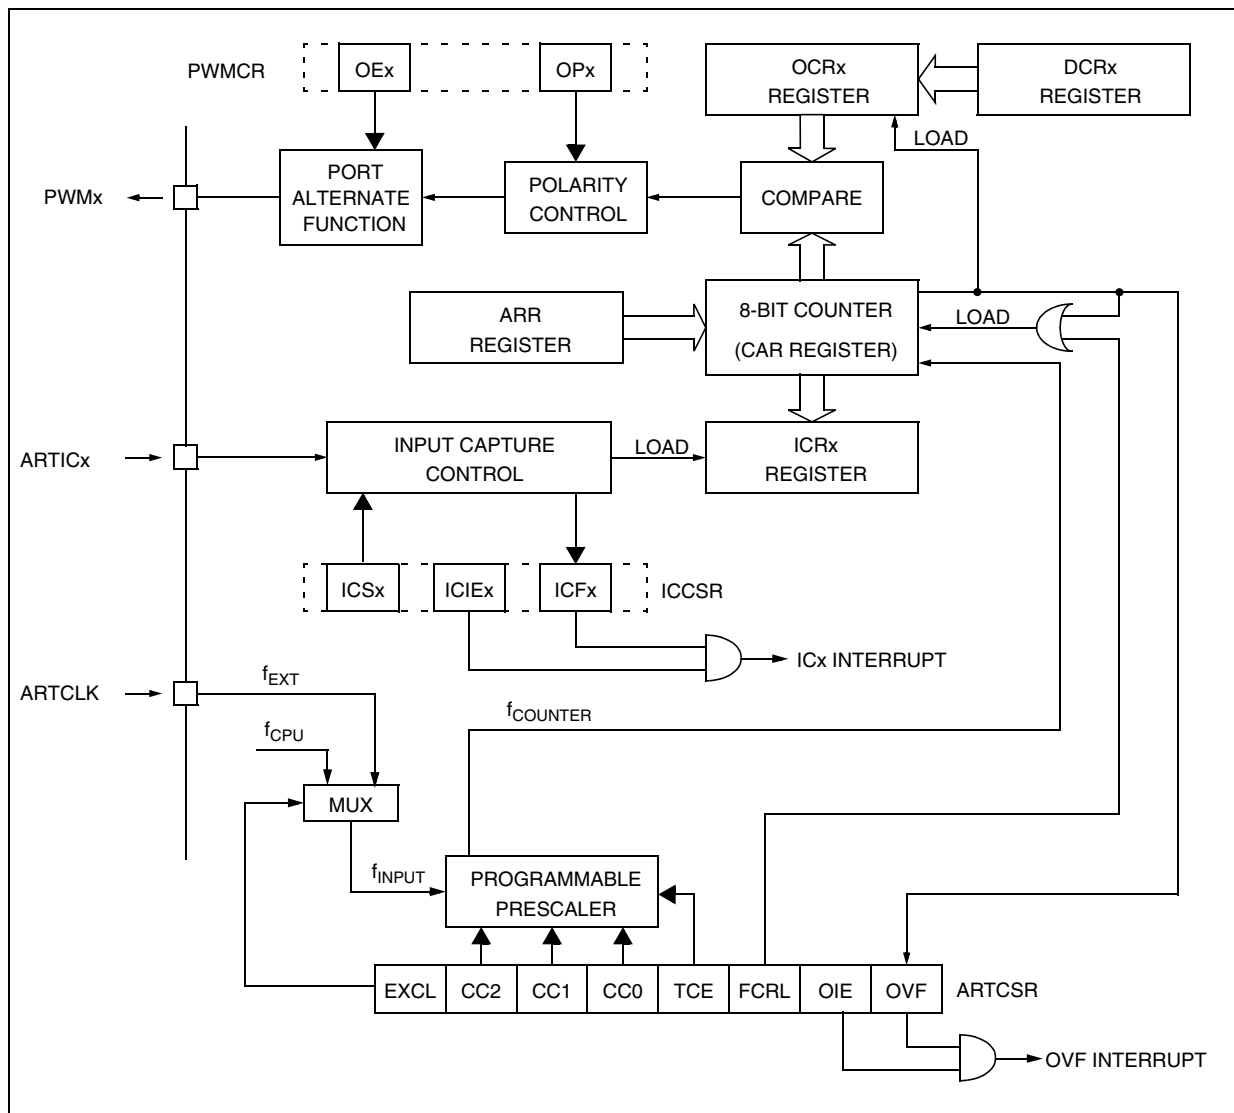 PWMCR
OEx
OPx
OCRx
REGISTER
DCRx
REGISTER
LOAD
PWMx
PORT
ALTERNATE
FUNCTION
POLARITY
CONTROL
COMPARE
ARR
REGISTER
8-BIT COUNTER
(CAR REGISTER)
LOAD
ARTICx
INPUT CAPTURE
CONTROL
LOAD
ICRx
REGISTER
ICSx
ICIEx
ICFx
ICCSR
ICx INTERRUPT
ARTCLK
fEXT
fCPU
fCOUNTER
MUX
fINPUT
PROGRAMMABLE
PRESCALER
EXCL
CC2
CC1
CC0
TCE
FCRL
OIE
OVF
ARTCSR
OVF INTERRUPT